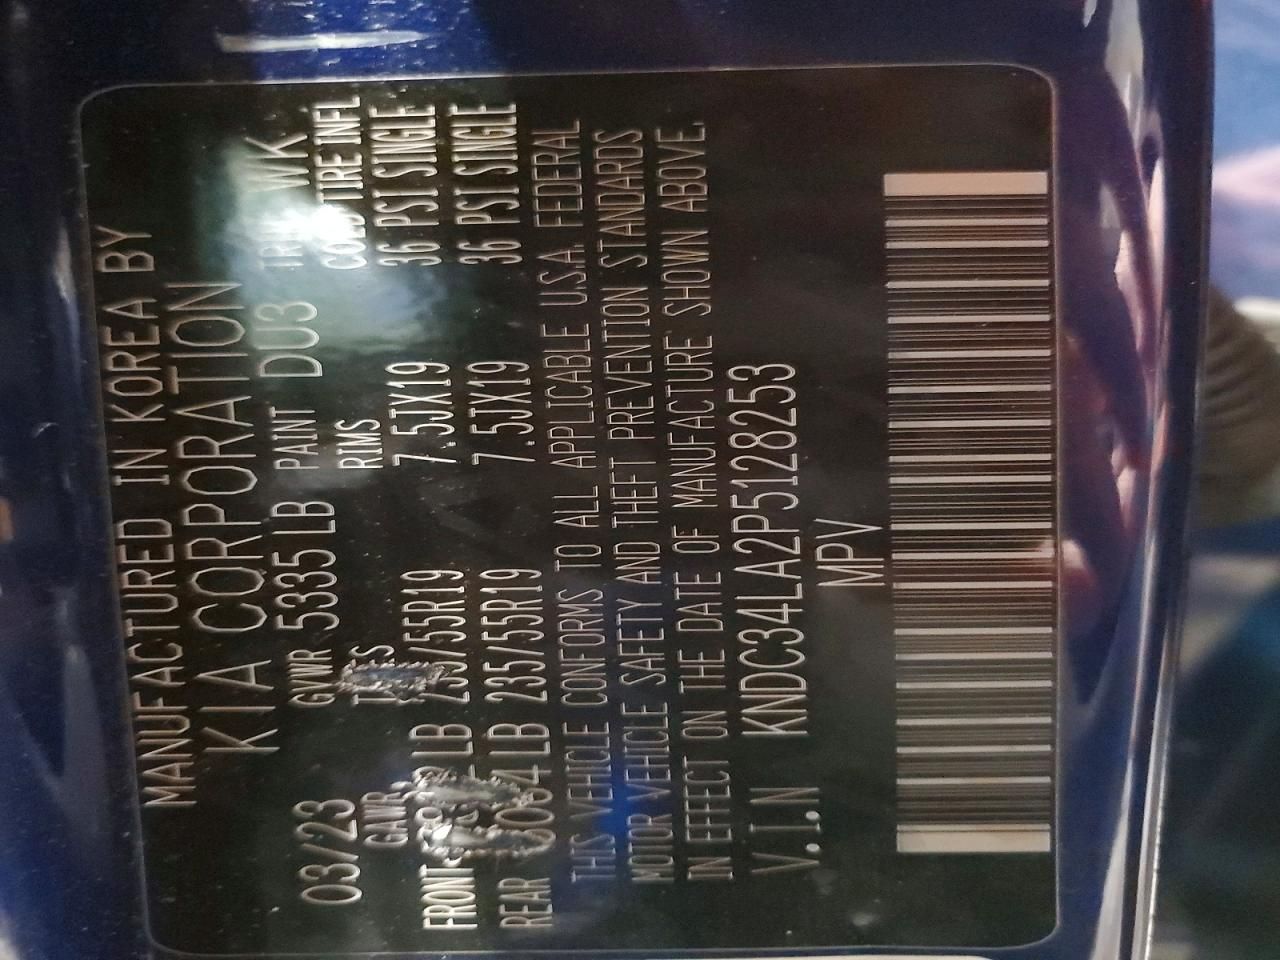 MANUFACTURED IN KOREA BY
KIA CORPORATION
03/23 GVWR 5335 LB PAINT DU3 WK
GAWR RIMS COLD TIRE INFL
FRONT LB 235/55R19 7.5JX19 36 PSI SINGLE
REAR LB 235/55R19 7.5JX19 36 PSI SINGLE
THIS VEHICLE CONFORMS TO ALL APPLICABLE U.S.A. FEDERAL
MOTOR VEHICLE SAFETY AND THEFT PREVENTION STANDARDS
IN EFFECT ON THE DATE OF MANUFACTURE SHOWN ABOVE.
V.I.N KNDC34LA2P5128253
MPV